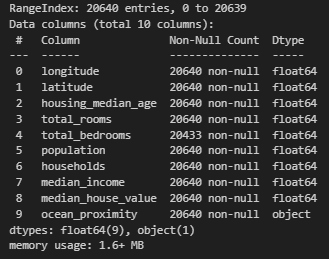 RangeIndex: 20640 entries, 0 to 20639
Data columns (total 10 columns):
 #   Column              Non-Null Count  Dtype
---  ------              --------------  -----
 0   longitude           20640 non-null  float64
 1   latitude            20640 non-null  float64
 2   housing_median_age  20640 non-null  float64
 3   total_rooms         20640 non-null  float64
 4   total_bedrooms      20433 non-null  float64
 5   population          20640 non-null  float64
 6   households          20640 non-null  float64
 7   median_income       20640 non-null  float64
 8   median_house_value  20640 non-null  float64
 9   ocean_proximity     20640 non-null  object
dtypes: float64(9), object(1)
memory usage: 1.6+ MB